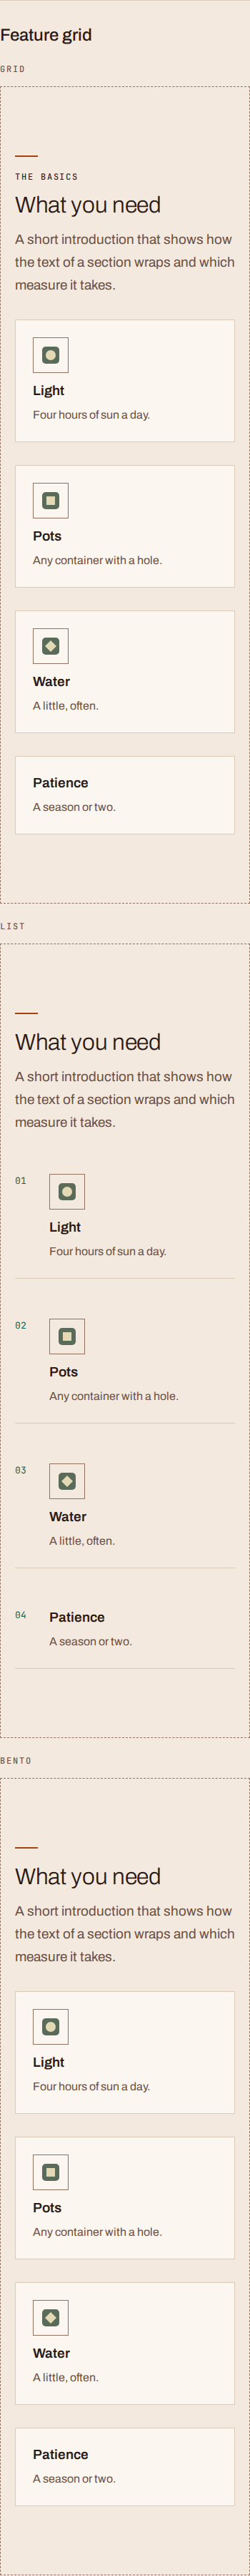 Feature grid
GRID
THE BASICS
What you need
A short introduction that shows how
the text of a section wraps and which
measure it takes.
Light
Four hours of sun a day.
Pots
Any container with a hole.
Water
A little, often.
Patience
A season or two.
LIST
What you need
A short introduction that shows how
the text of a section wraps and which
measure it takes.
01
Light
Four hours of sun a day.
02
Pots
Any container with a hole.
03
Water
A little, often.
04
Patience
A season or two.
BENTO
What you need
A short introduction that shows how
the text of a section wraps and which
measure it takes.
Light
Four hours of sun a day.
Pots
Any container with a hole.
Water
A little, often.
Patience
A season or two.